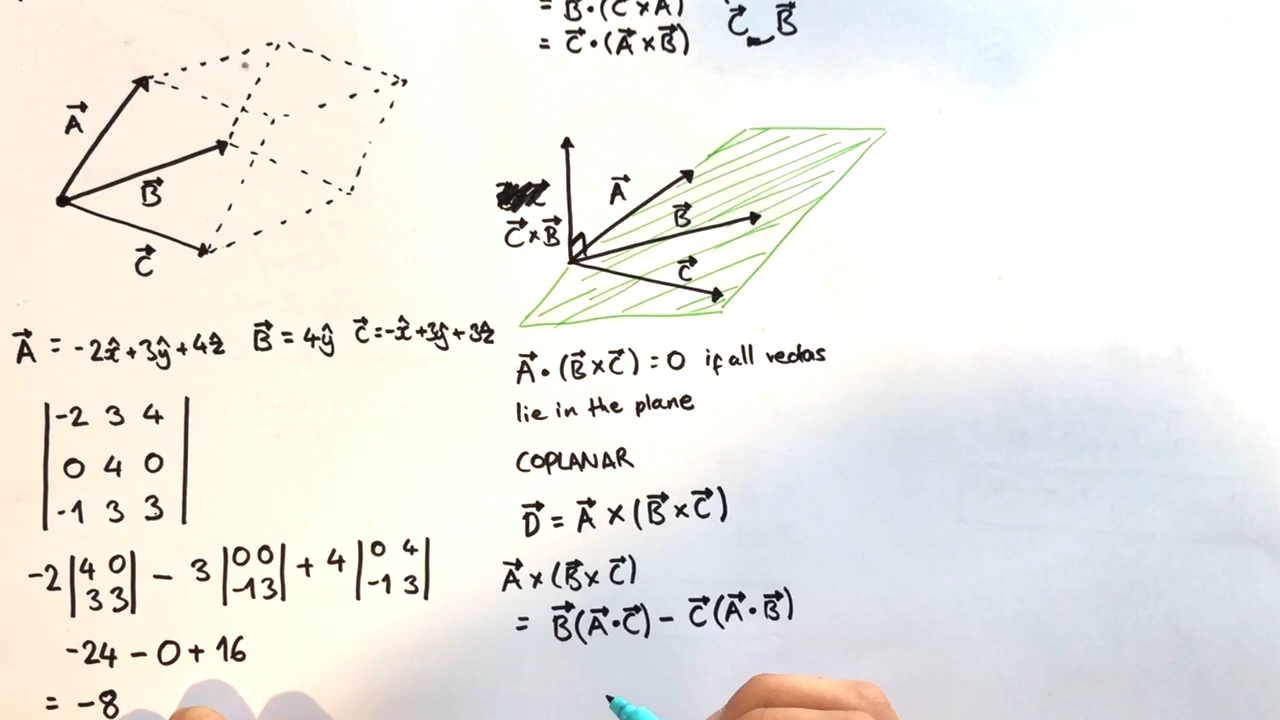 = B⃗·(C⃗×A⃗)
= C⃗·(A⃗×B⃗)
C⃗ B⃗
A⃗
B⃗
C⃗
A⃗
B⃗
C⃗×B⃗
C⃗
A⃗ = -2x̂+3ŷ+4ẑ B⃗ = 4ŷ C⃗=-x̂+3ŷ+3ẑ
|-2 3 4|
|0 4 0|
|-1 3 3|
-2|4 0| - 3|0 0| + 4|0 4|
|3 3| |-1 3| |-1 3|
-24 - 0 + 16
= -8
A⃗·(B⃗×C⃗) = 0 if all vectors
lie in the plane
COPLANAR
D⃗ = A⃗ ×(B⃗×C⃗)
A⃗×(B⃗×C⃗)
= B⃗(A⃗·C⃗) - C⃗(A⃗·B⃗)